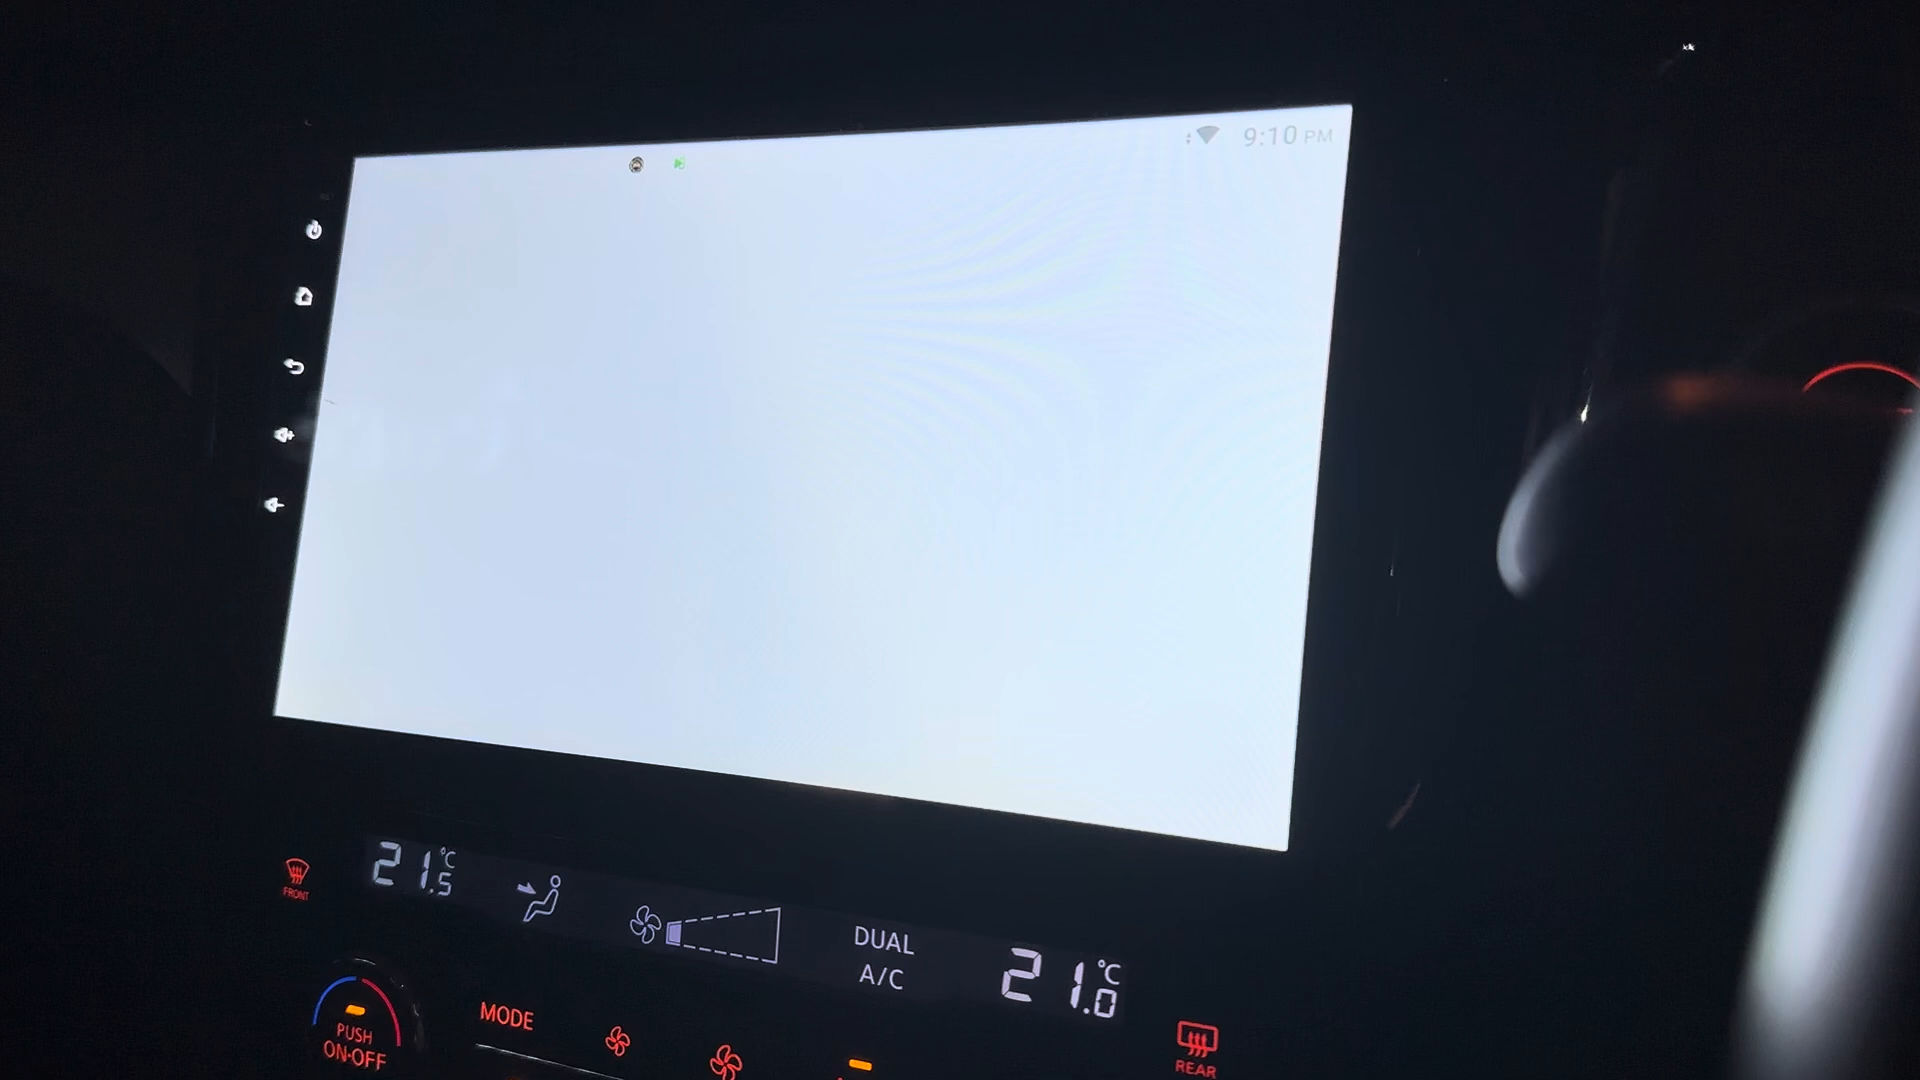 9:10 PM
21.5°C
FRONT
DUAL
A/C
21.0°C
PUSH
ON·OFF
MODE
REAR